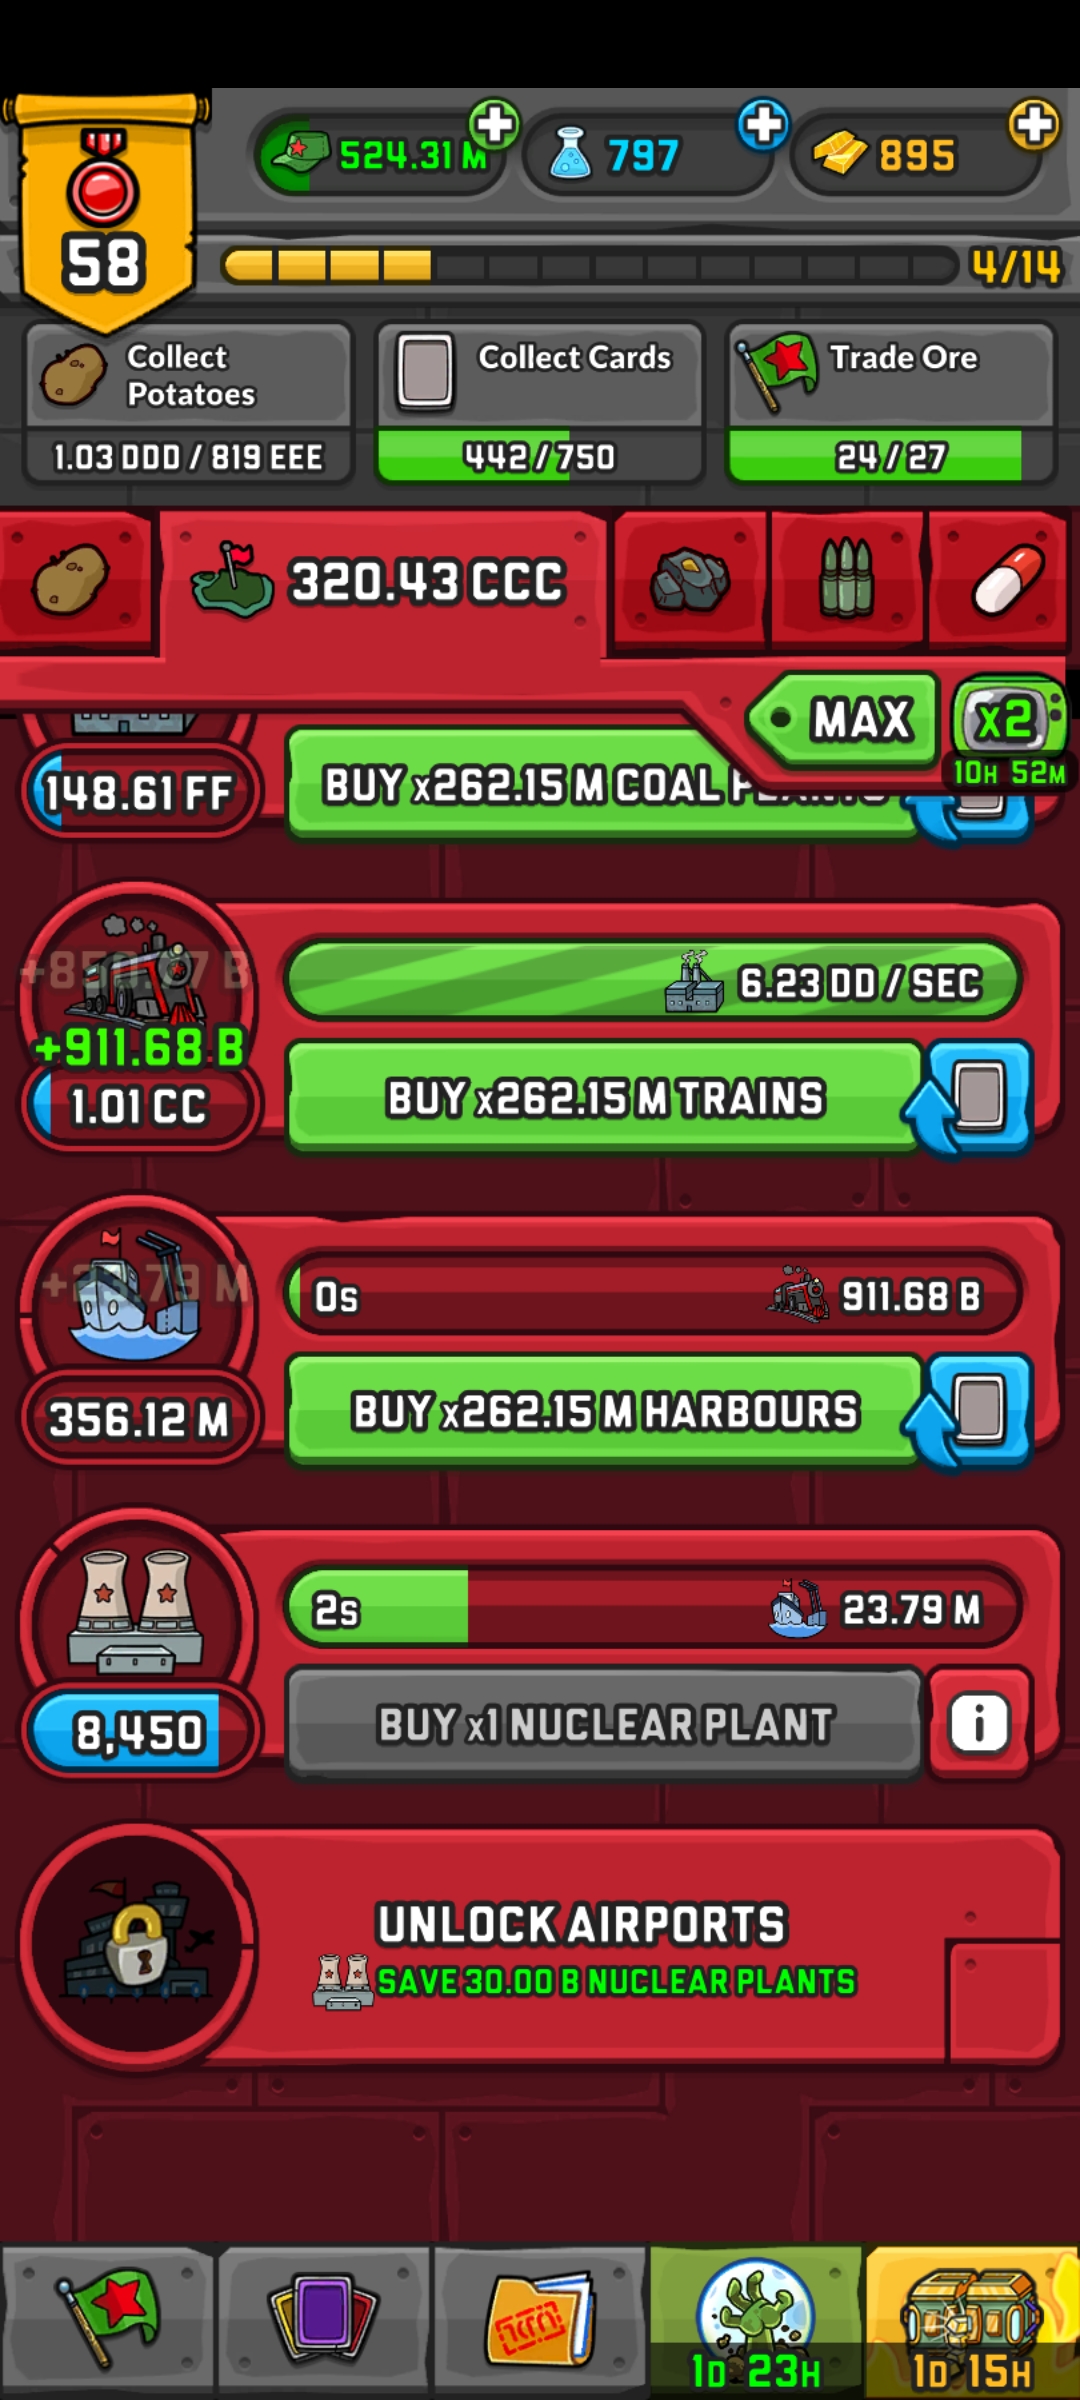 524.31 M
797
895
58
4/14
Collect
Potatoes
Collect Cards
Trade Ore
1.03 DDD / 819 EEE
442 / 750
24 / 27
320.43 CCC
MAX
x2
10H 52M
148.61 FF
BUY x262.15 M COAL PLANTS
6.23 DD / SEC
+911.68 B
1.01 CC
BUY x262.15 M TRAINS
+23.79 M
0s
911.68 B
356.12 M
BUY x262.15 M HARBOURS
2s
23.79 M
8,450
BUY x1 NUCLEAR PLANT
i
UNLOCK AIRPORTS
SAVE 30.00 B NUCLEAR PLANTS
1D 23H
1D 15H